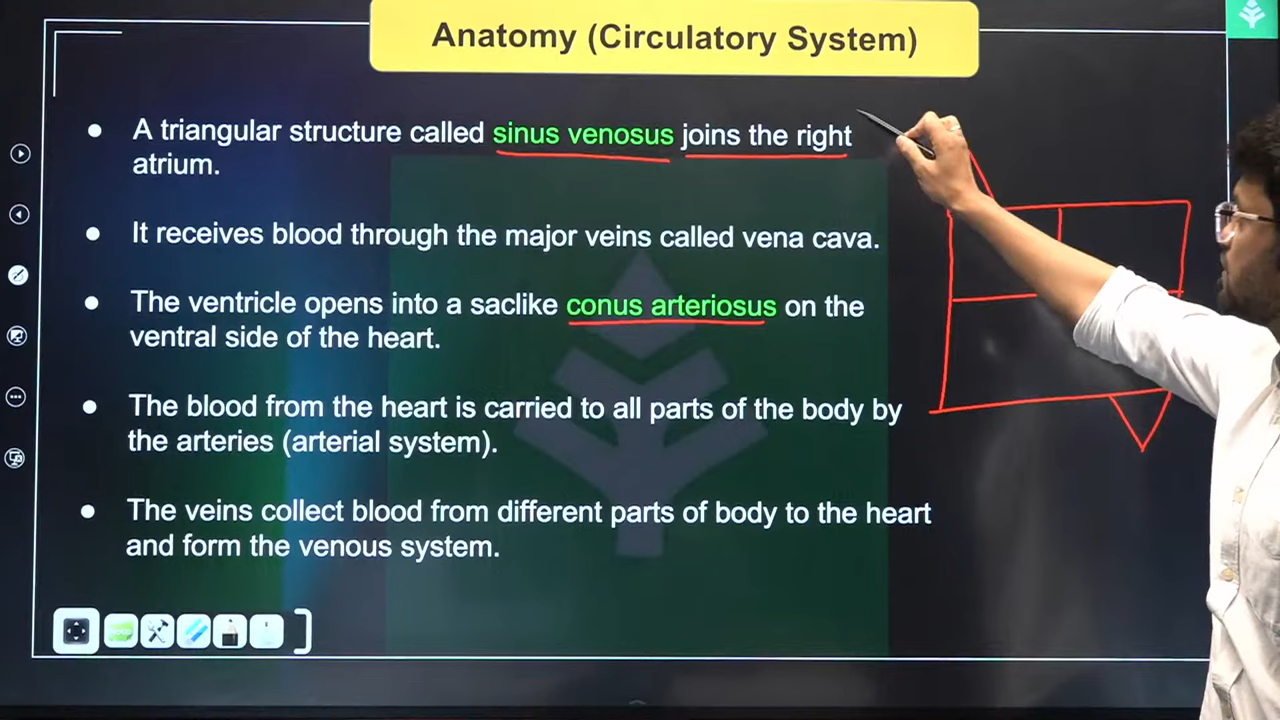 Anatomy (Circulatory System)
● A triangular structure called sinus venosus joins the right
atrium.
● It receives blood through the major veins called vena cava.
● The ventricle opens into a saclike conus arteriosus on the
ventral side of the heart.
● The blood from the heart is carried to all parts of the body by
the arteries (arterial system).
● The veins collect blood from different parts of body to the heart
and form the venous system.